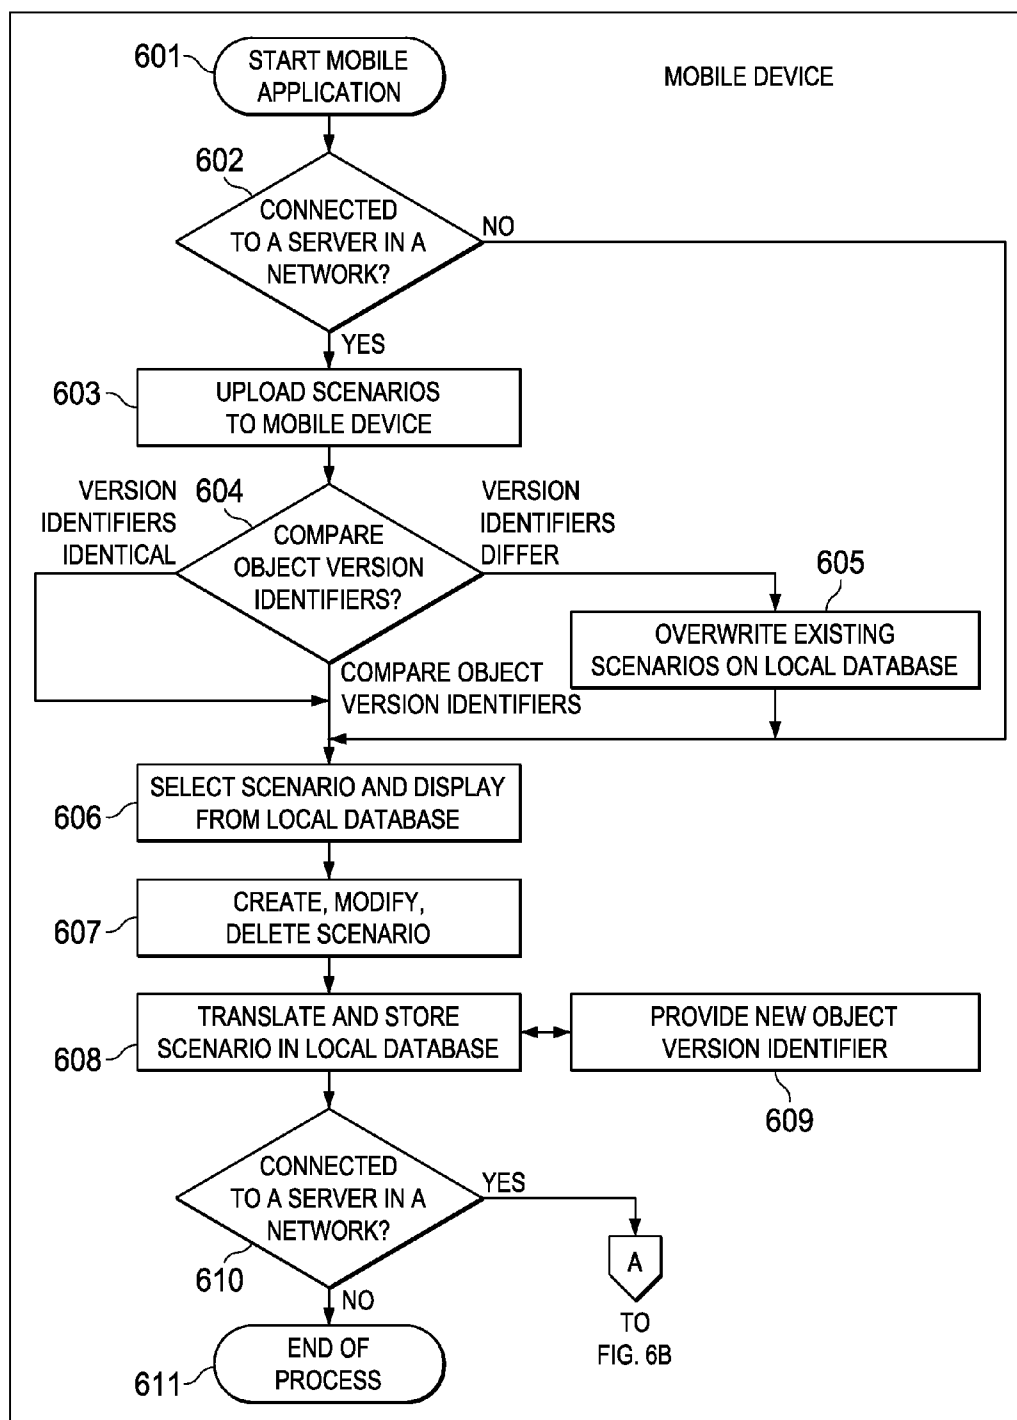 601
START MOBILE
APPLICATION
MOBILE DEVICE
602
CONNECTED
TO A SERVER IN A
NETWORK?
NO
YES
603
UPLOAD SCENARIOS
TO MOBILE DEVICE
VERSION
IDENTIFIERS
IDENTICAL
604
COMPARE
OBJECT VERSION
IDENTIFIERS?
VERSION
IDENTIFIERS
DIFFER
605
OVERWRITE EXISTING
SCENARIOS ON LOCAL DATABASE
COMPARE OBJECT
VERSION IDENTIFIERS
606
SELECT SCENARIO AND DISPLAY
FROM LOCAL DATABASE
607
CREATE, MODIFY,
DELETE SCENARIO
608
TRANSLATE AND STORE
SCENARIO IN LOCAL DATABASE
PROVIDE NEW OBJECT
VERSION IDENTIFIER
609
CONNECTED
TO A SERVER IN A
NETWORK?
610
YES
A
TO
FIG. 6B
NO
611
END OF
PROCESS